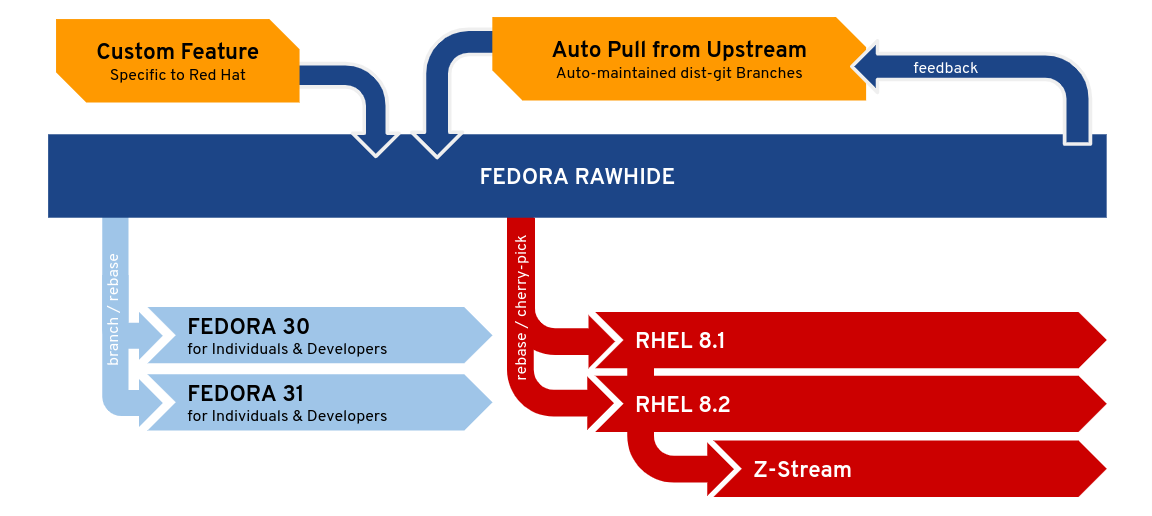 Custom Feature
Specific to Red Hat
Auto Pull from Upstream
Auto-maintained dist-git Branches
feedback
FEDORA RAWHIDE
branch / rebase
rebase / cherry-pick
FEDORA 30
for Individuals & Developers
FEDORA 31
for Individuals & Developers
RHEL 8.1
RHEL 8.2
Z-Stream